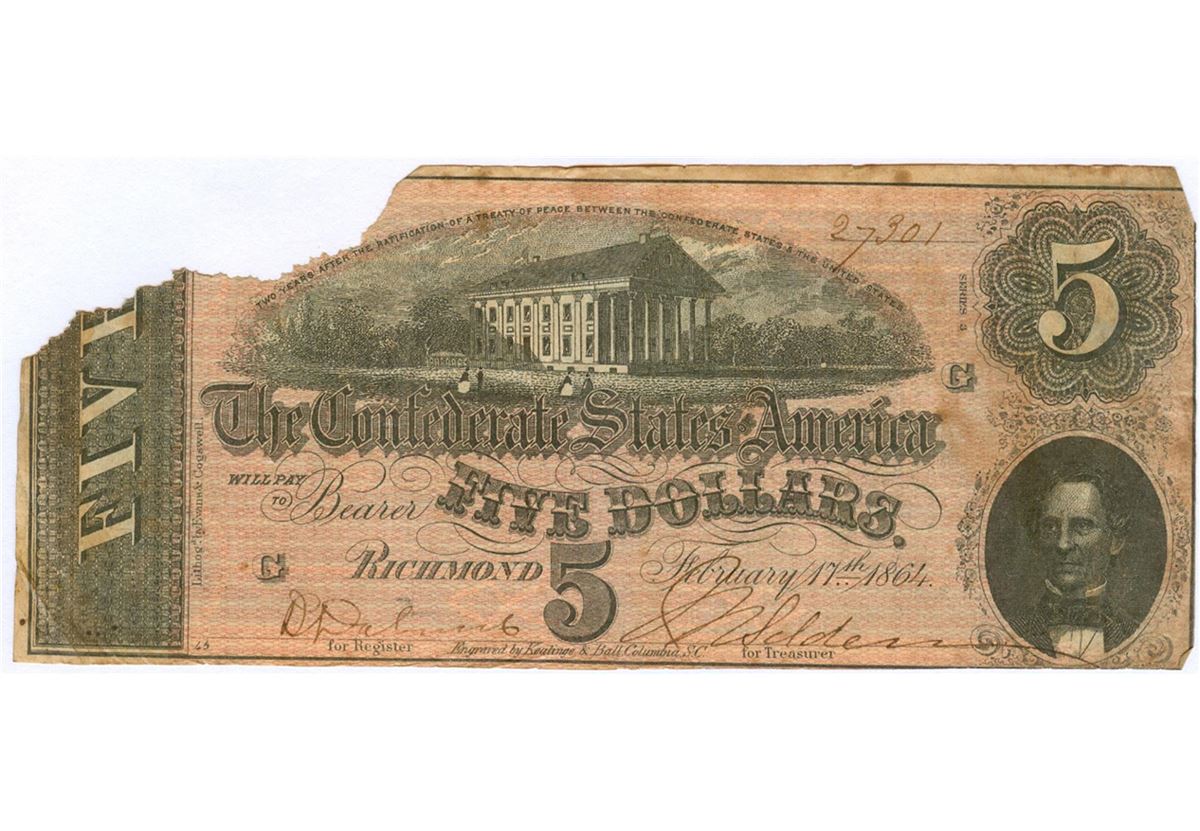 TWO YEARS AFTER THE RATIFICATION OF A TREATY OF PEACE BETWEEN THE CONFEDERATE STATES & THE UNITED STATES
27301
5
SERIES 3
G
The Confederate States of America
WILL PAY
TO Bearer FIVE DOLLARS.
G
RICHMOND 5 February 17th 1864.
for Register
for Treasurer
45
Engraved by Keatinge & Ball, Columbia, S.C.
FIVE
Lithog'd by Evans & Cogswell